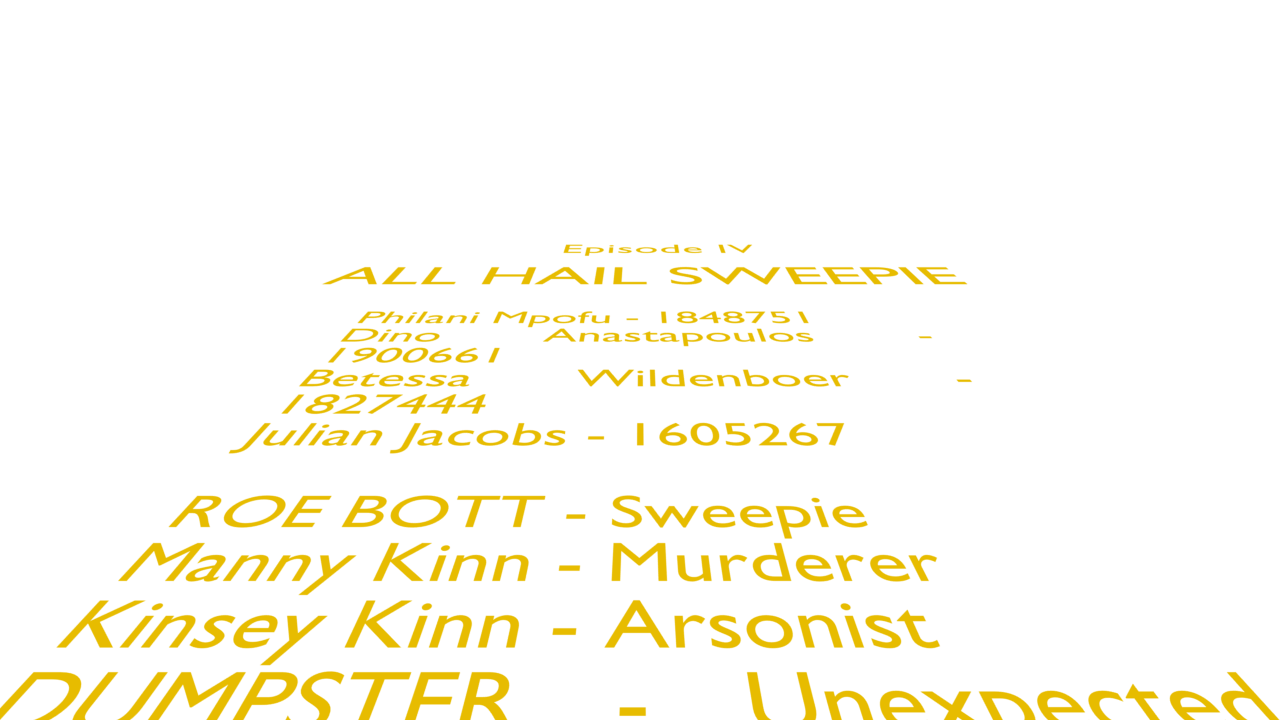 Episode IV
ALL HAIL SWEEPIE
Philani Mpofu - 1848751
Dino Anastapoulos -
1900661
Betessa Wildenboer -
1827444
Julian Jacobs - 1605267
ROE BOTT - Sweepie
Manny Kinn - Murderer
Kinsey Kinn - Arsonist
DUMPSTER - Unexpected